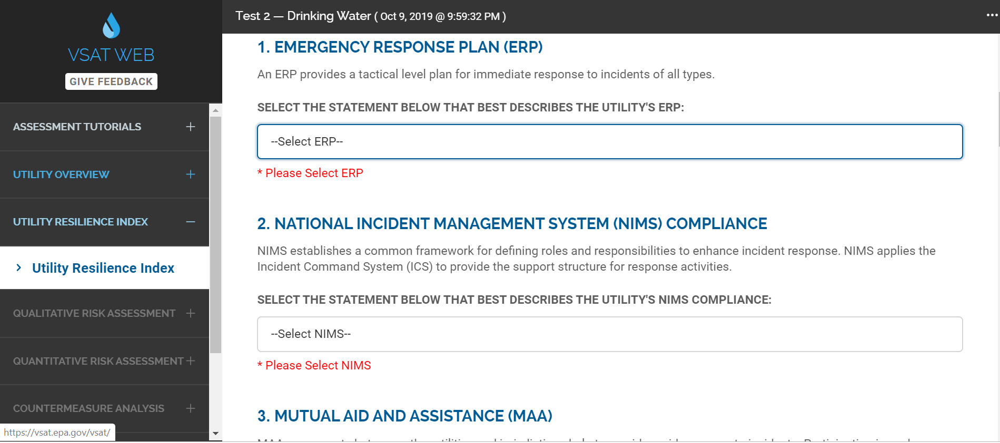 VSAT WEB
GIVE FEEDBACK
ASSESSMENT TUTORIALS
UTILITY OVERVIEW
UTILITY RESILIENCE INDEX
Utility Resilience Index
QUALITATIVE RISK ASSESSMENT
QUANTITATIVE RISK ASSESSMENT
COUNTERMEASURE ANALYSIS
https://vsat.epa.gov/vsat/
Test 2 — Drinking Water ( Oct 9, 2019 @ 9:59:32 PM )
1. EMERGENCY RESPONSE PLAN (ERP)
An ERP provides a tactical level plan for immediate response to incidents of all types.
SELECT THE STATEMENT BELOW THAT BEST DESCRIBES THE UTILITY'S ERP:
--Select ERP--
* Please Select ERP
2. NATIONAL INCIDENT MANAGEMENT SYSTEM (NIMS) COMPLIANCE
NIMS establishes a common framework for defining roles and responsibilities to enhance incident response. NIMS applies the
Incident Command System (ICS) to provide the support structure for response activities.
SELECT THE STATEMENT BELOW THAT BEST DESCRIBES THE UTILITY'S NIMS COMPLIANCE:
--Select NIMS--
* Please Select NIMS
3. MUTUAL AID AND ASSISTANCE (MAA)